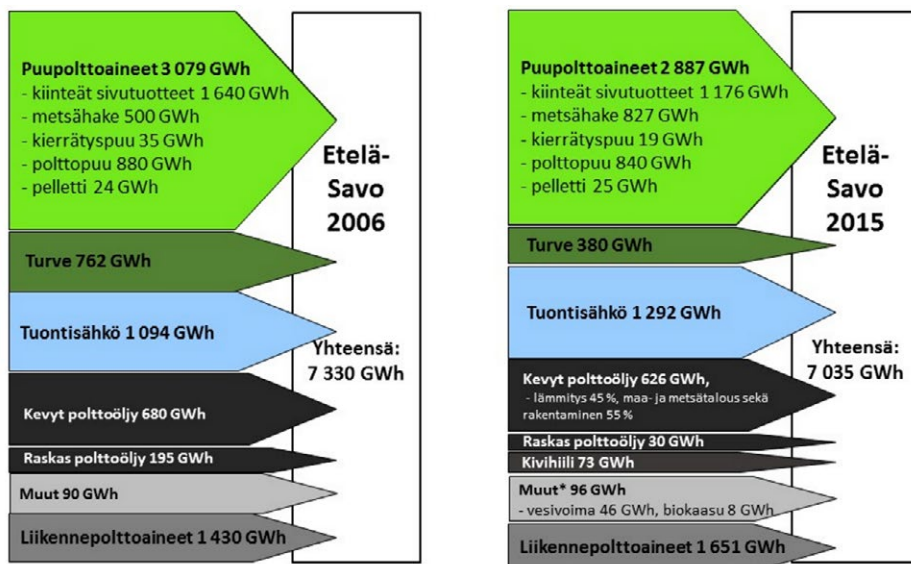 Puupolttoaineet 3 079 GWh
- kiinteät sivutuotteet 1 640 GWh
- metsähake 500 GWh
- kierrätyspuu 35 GWh
- polttopuu 880 GWh
- pelletti 24 GWh
Turve 762 GWh
Tuontisähkö 1 094 GWh
Kevyt polttoöljy 680 GWh
Raskas polttoöljy 195 GWh
Muut 90 GWh
Liikennepolttoaineet 1 430 GWh
Etelä-
Savo
2006
Yhteensä:
7 330 GWh
Puupolttoaineet 2 887 GWh
- kiinteät sivutuotteet 1 176 GWh
- metsähake 827 GWh
- kierrätyspuu 19 GWh
- polttopuu 840 GWh
- pelletti 25 GWh
Turve 380 GWh
Tuontisähkö 1 292 GWh
Kevyt polttoöljy 626 GWh,
- lämmitys 45 %, maa- ja metsätalous sekä
rakentaminen 55 %
Raskas polttoöljy 30 GWh
Kivihiili 73 GWh
Muut* 96 GWh
- vesivoima 46 GWh, biokaasu 8 GWh
Liikennepolttoaineet 1 651 GWh
Etelä-
Savo
2015
Yhteensä:
7 035 GWh